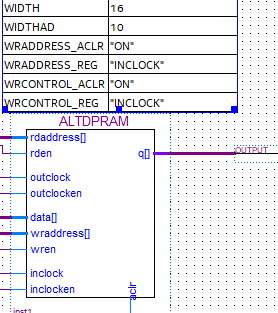 WIDTH 16
WIDTHAD 10
WRADDRESS_ACLR "ON"
WRADDRESS_REG "INCLOCK"
WRCONTROL_ACLR "ON"
WRCONTROL_REG "INCLOCK"
ALTDPRAM
rdaddress[]
rden q[] OUTPUT
outclock
outclocken
data[]
wraddress[]
wren
inclock
inclocken
aclr
inst1